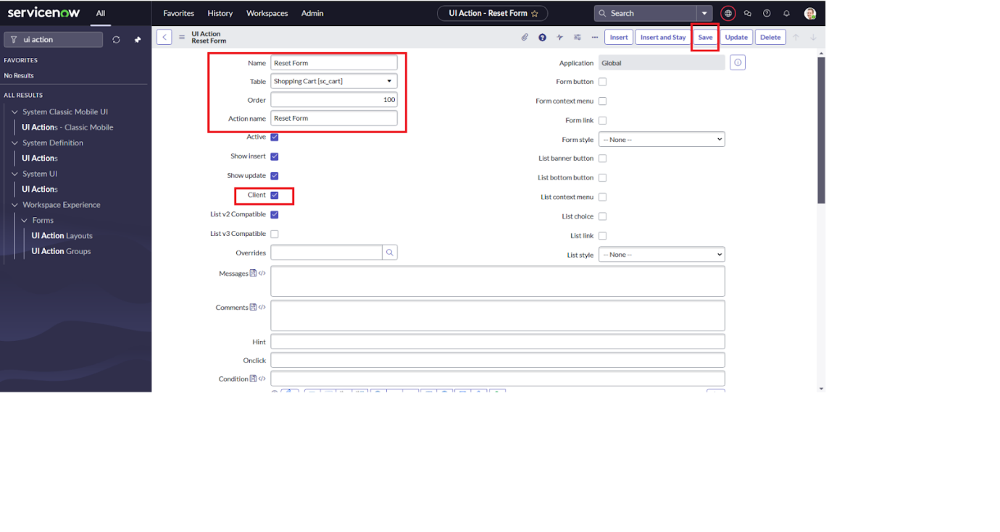 servicenow
All
Favorites
History
Workspaces
Admin
UI Action - Reset Form
Search
ui action
FAVORITES
No Results
ALL RESULTS
System Classic Mobile UI
UI Actions - Classic Mobile
System Definition
UI Actions
System UI
UI Actions
Workspace Experience
Forms
UI Action Layouts
UI Action Groups
UI Action
Reset Form
Insert
Insert and Stay
Save
Update
Delete
Name Reset Form
Table Shopping Cart [sc_cart]
Order 100
Action name Reset Form
Active
Show insert
Show update
Client
List v2 Compatible
List v3 Compatible
Overrides
Application Global
Form button
Form context menu
Form link
Form style -- None --
List banner button
List bottom button
List context menu
List choice
List link
List style -- None --
Messages
Comments
Hint
Onclick
Condition